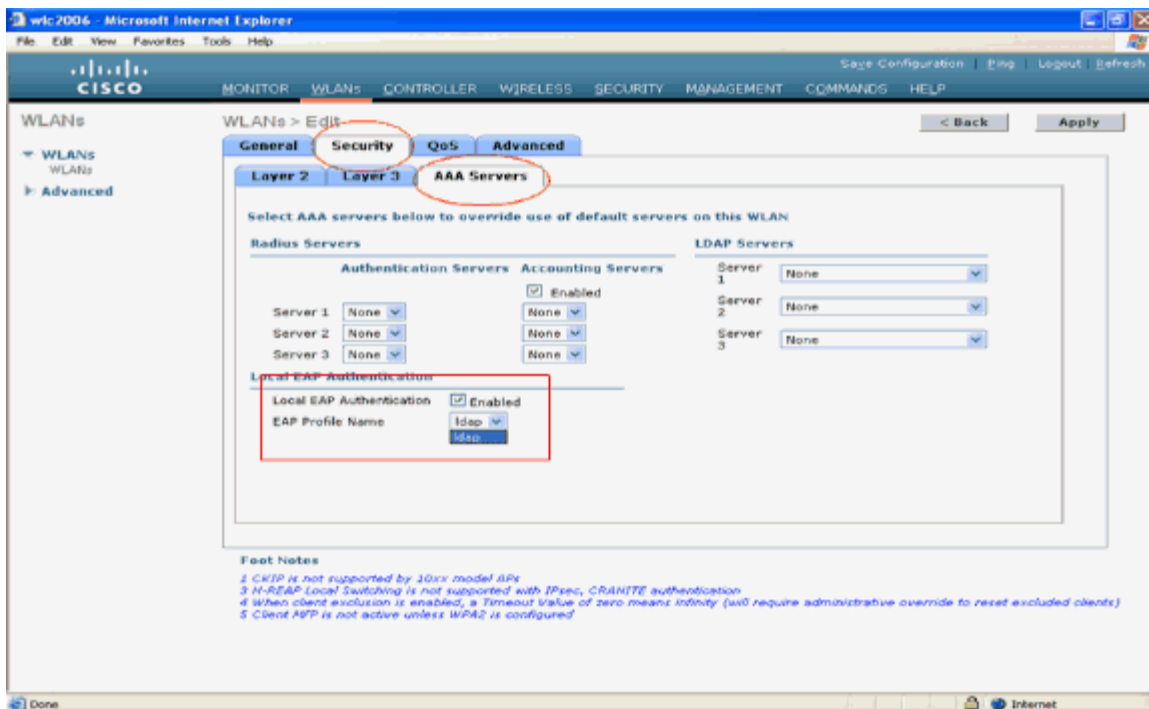 wlc2006 - Microsoft Internet Explorer
File Edit View Favorites Tools Help
Save Configuration Ping Logout Refresh
CISCO
MONITOR WLANs CONTROLLER WIRELESS SECURITY MANAGEMENT COMMANDS HELP
WLANs
WLANs
WLANs
Advanced
WLANs > Edit
< Back Apply
General Security QoS Advanced
Layer 2 Layer 3 AAA Servers
Select AAA servers below to override use of default servers on this WLAN
Radius Servers
Authentication Servers Accounting Servers
Enabled
Server 1 None None
Server 2 None None
Server 3 None None
LDAP Servers
Server 1 None
Server 2 None
Server 3 None
Local EAP Authentication
Local EAP Authentication Enabled
EAP Profile Name ldap
ldap
Foot Notes
1 CKIP is not supported by 10xx model APs
3 H-REAP Local Switching is not supported with IPsec, CRANITE authentication
4 When client exclusion is enabled, a Timeout Value of zero means infinity (will require administrative override to reset excluded clients)
5 Client MFP is not active unless WPA2 is configured
Done
Internet